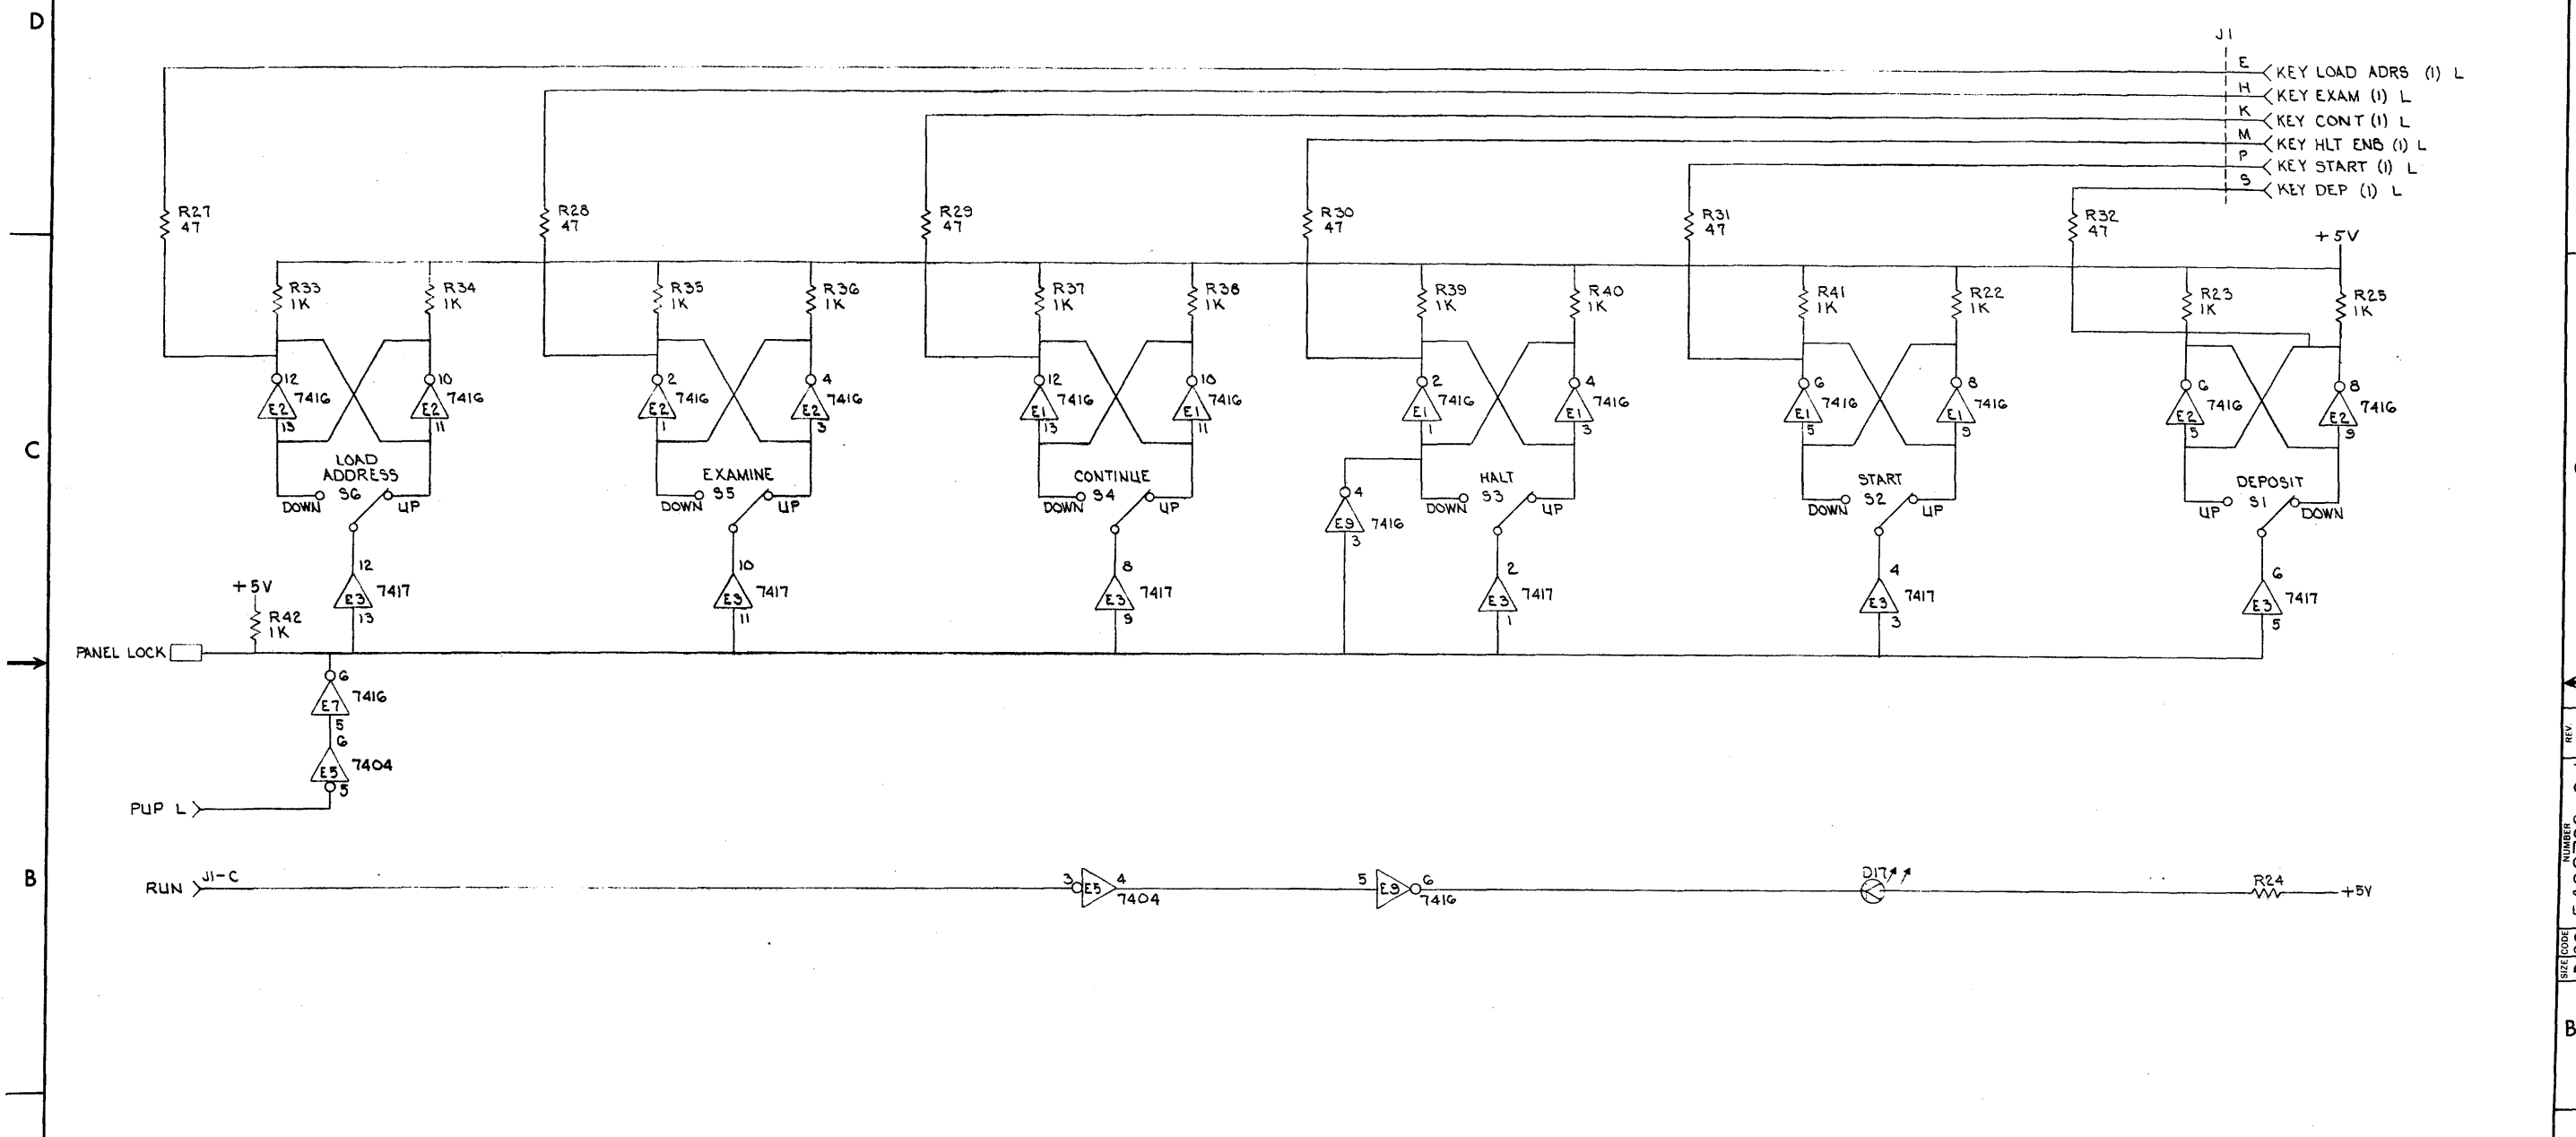 D
J1
E KEY LOAD ADRS (1) L
H KEY EXAM (1) L
K KEY CONT (1) L
M KEY HLT ENB (1) L
P KEY START (1) L
S KEY DEP (1) L
R27 47
R28 47
R29 47
R30 47
R31 47
R32 47
+5V
R33 1K
R34 1K
R35 1K
R36 1K
R37 1K
R38 1K
R39 1K
R40 1K
R41 1K
R22 1K
R23 1K
R25 1K
12 E2 7416 13
10 E2 7416 11
2 E2 7416 1
4 E2 7416 3
12 E1 7416 13
10 E1 7416 11
2 E1 7416 1
4 E1 7416 3
6 E1 7416 5
8 E1 7416 9
6 E2 7416 5
8 E2 7416 9
C
LOAD ADDRESS
DOWN S6 UP
EXAMINE
DOWN S5 UP
CONTINUE
DOWN S4 UP
4 E9 7416 3
HALT
DOWN S3 UP
START
DOWN S2 UP
DEPOSIT
UP S1 DOWN
+5V
R42 1K
12 E3 7417 13
10 E3 7417 11
8 E3 7417 9
2 E3 7417 1
4 E3 7417 3
6 E3 7417 5
PANEL LOCK
6 E7 7416 5
6 E5 7404 5
PUP L
B
RUN J1-C
3 E5 4 7404
5 E9 6 7416
D17
R24
+5V
REV.
NUMBER
SIZE CODE
B